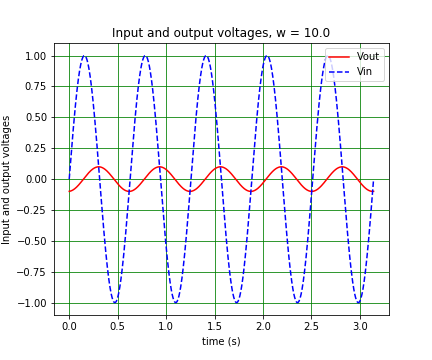 Input and output voltages, w = 10.0
Vout
Vin
Input and output voltages
1.00
0.75
0.50
0.25
0.00
−0.25
−0.50
−0.75
−1.00
0.0 0.5 1.0 1.5 2.0 2.5 3.0
time (s)